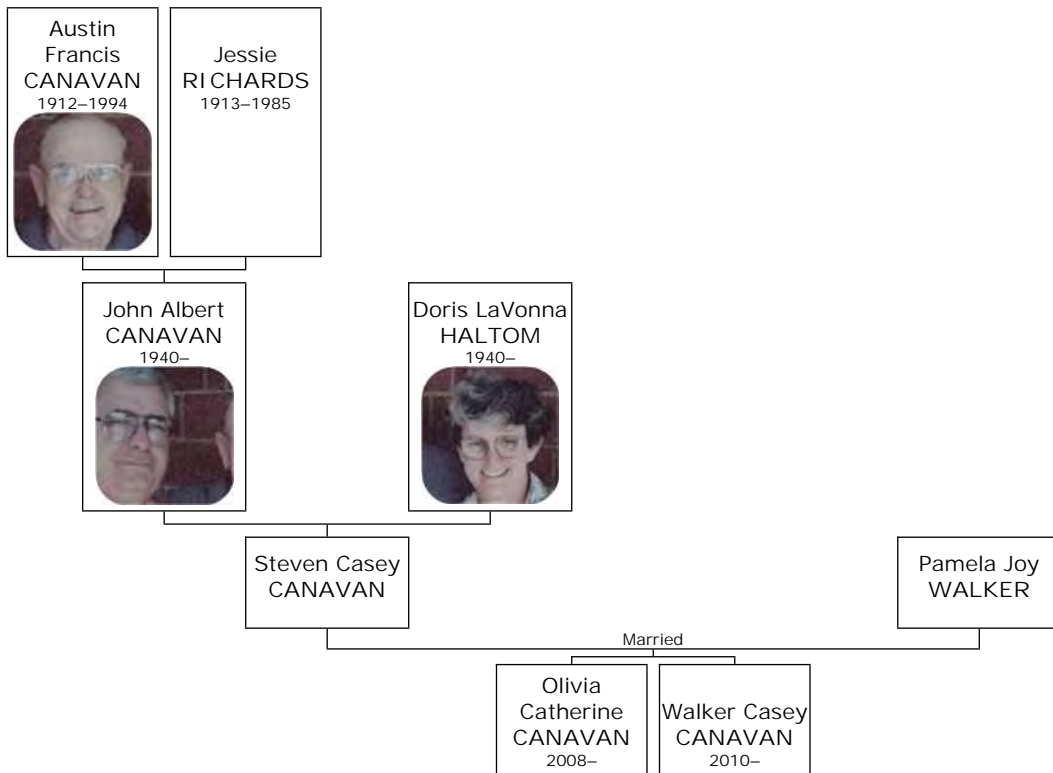 Austin
Francis
CANAVAN
1912–1994
Jessie
RICHARDS
1913–1985
John Albert
CANAVAN
1940–
Doris LaVonna
HALTOM
1940–
Steven Casey
CANAVAN
Pamela Joy
WALKER
Married
Olivia
Catherine
CANAVAN
2008–
Walker Casey
CANAVAN
2010–